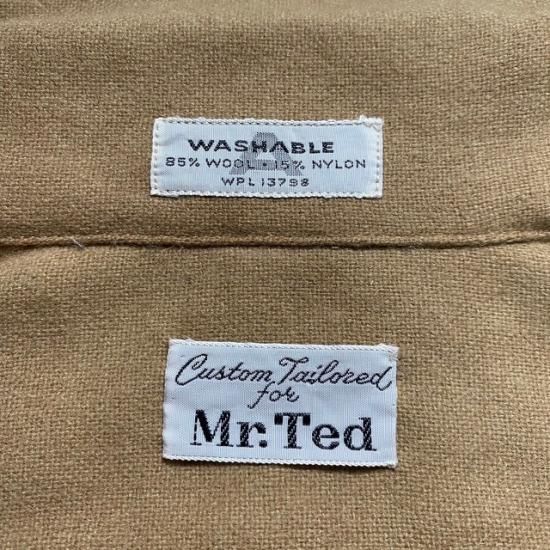 A
WASHABLE
85% WOOL • 15% NYLON
WPL 13798
Custom Tailored
for
Mr. Ted